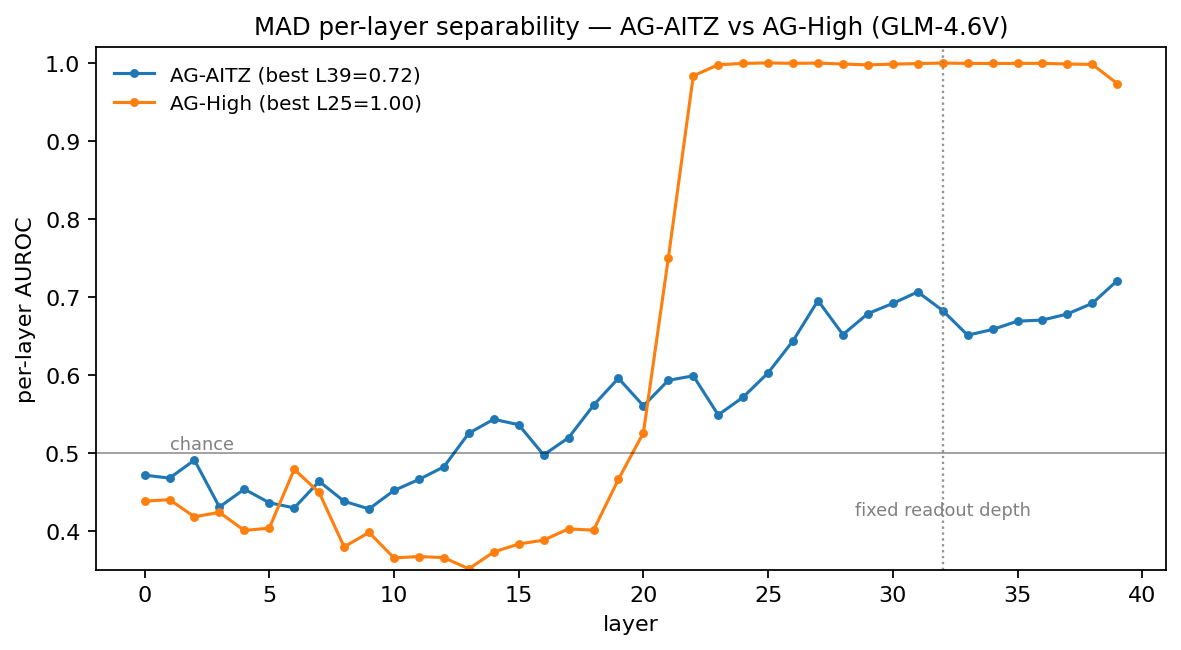 MAD per-layer separability — AG-AITZ vs AG-High (GLM-4.6V)
AG-AITZ (best L39=0.72)
AG-High (best L25=1.00)
per-layer AUROC
1.0
0.9
0.8
0.7
0.6
0.5
0.4
chance
fixed readout depth
0 5 10 15 20 25 30 35 40
layer